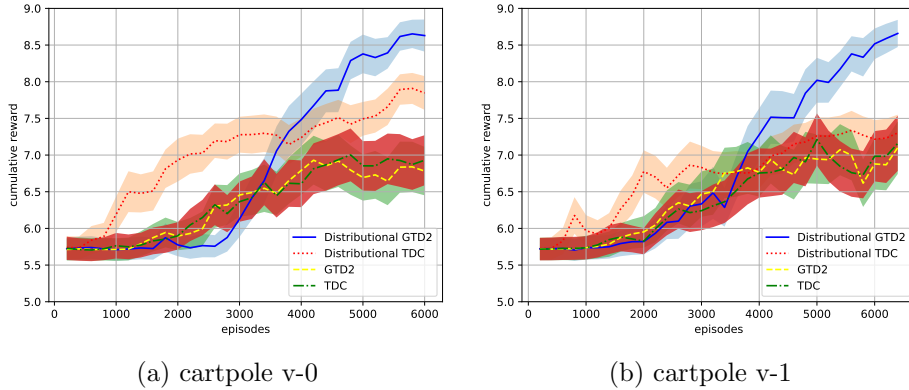 9.0
8.5
8.0
7.5
7.0
6.5
6.0
5.5
5.0
cumulative reward
0 1000 2000 3000 4000 5000 6000
episodes
Distributional GTD2
Distributional TDC
GTD2
TDC
(a) cartpole v-0
9.0
8.5
8.0
7.5
7.0
6.5
6.0
5.5
5.0
cumulative reward
0 1000 2000 3000 4000 5000 6000
episodes
Distributional GTD2
Distributional TDC
GTD2
TDC
(b) cartpole v-1